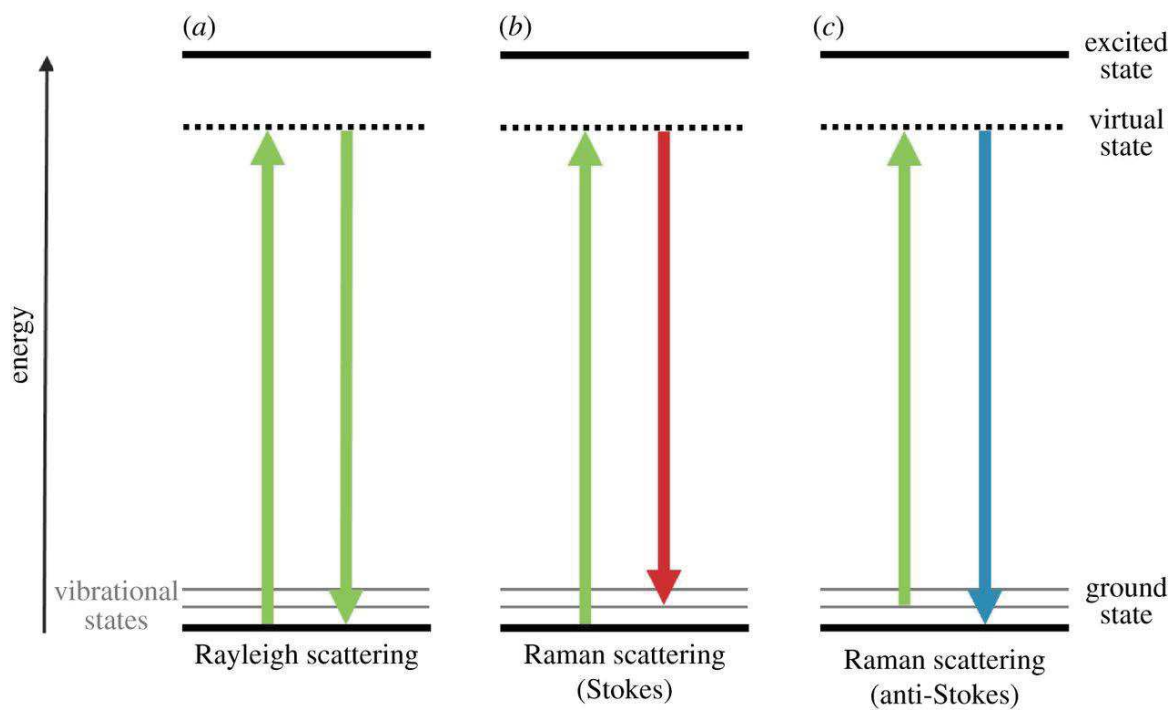 (a)
(b)
(c)
excited
state
virtual
state
energy
vibrational
states
ground
state
Rayleigh scattering
Raman scattering
(Stokes)
Raman scattering
(anti-Stokes)